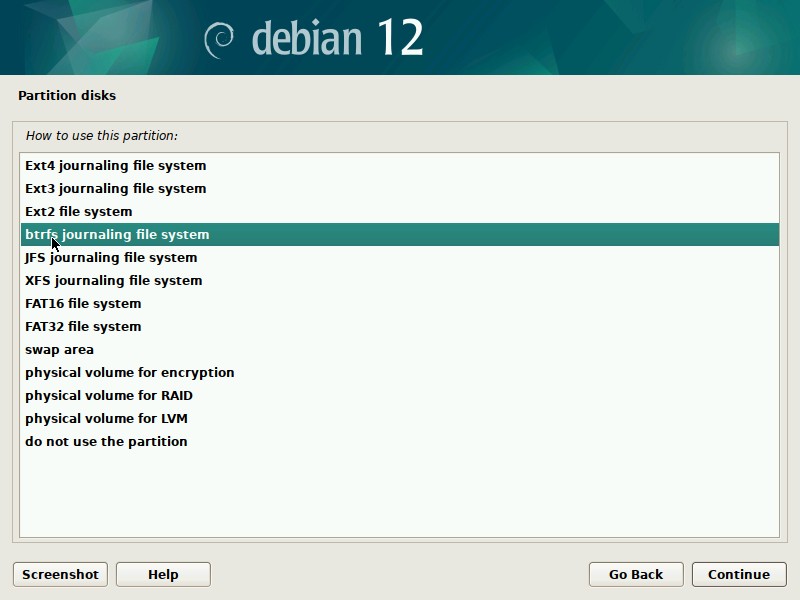 debian 12
Partition disks
How to use this partition:
Ext4 journaling file system
Ext3 journaling file system
Ext2 file system
btrfs journaling file system
JFS journaling file system
XFS journaling file system
FAT16 file system
FAT32 file system
swap area
physical volume for encryption
physical volume for RAID
physical volume for LVM
do not use the partition
Screenshot Help Go Back Continue